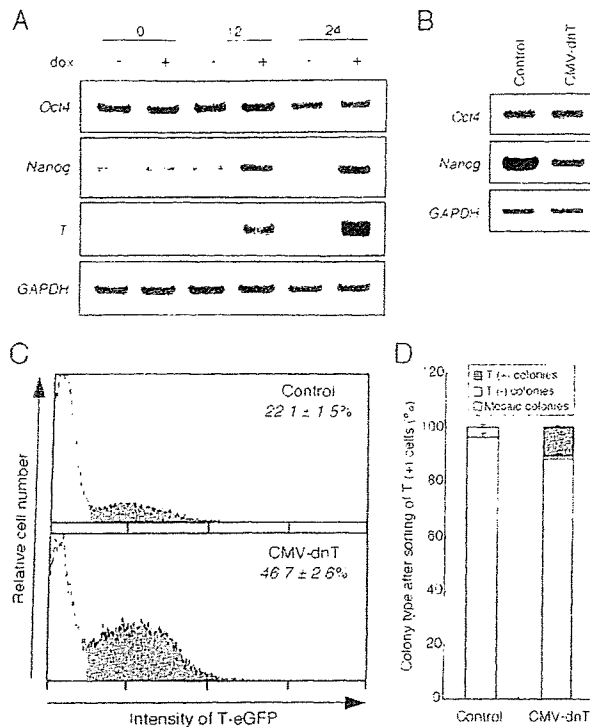 A
0 12 24
dox - + - + - +
Oct4
Nanog
T
GAPDH
B
Control CMV-dnT
Oct4
Nanog
GAPDH
C
Relative cell number
Control
22.1 ± 1.5%
CMV-dnT
46.7 ± 2.6%
Intensity of T-eGFP
D
Colony type after sorting of T (+) cells (%)
120
100
80
60
40
20
0
T (+) colonies
T (-) colonies
Mosaic colonies
Control CMV-dnT